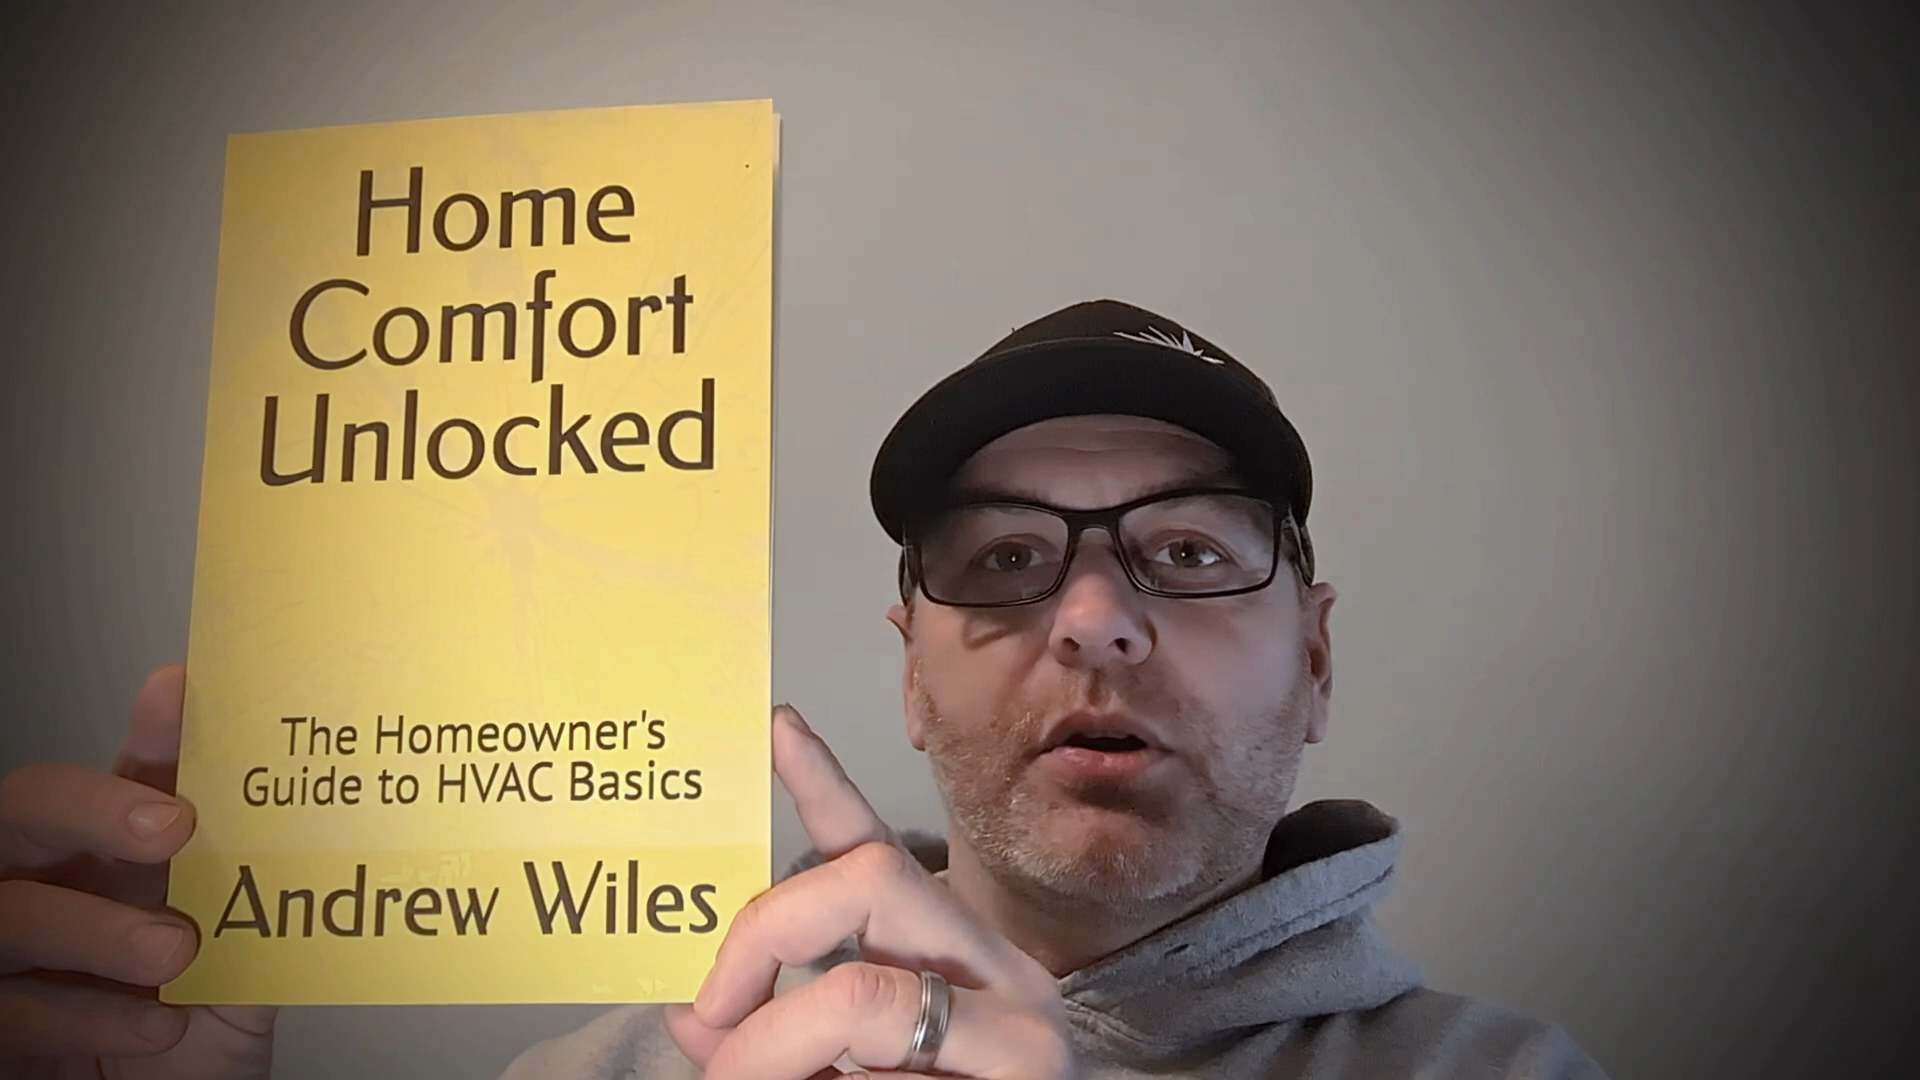 Home
Comfort
Unlocked
The Homeowner's
Guide to HVAC Basics
Andrew Wiles